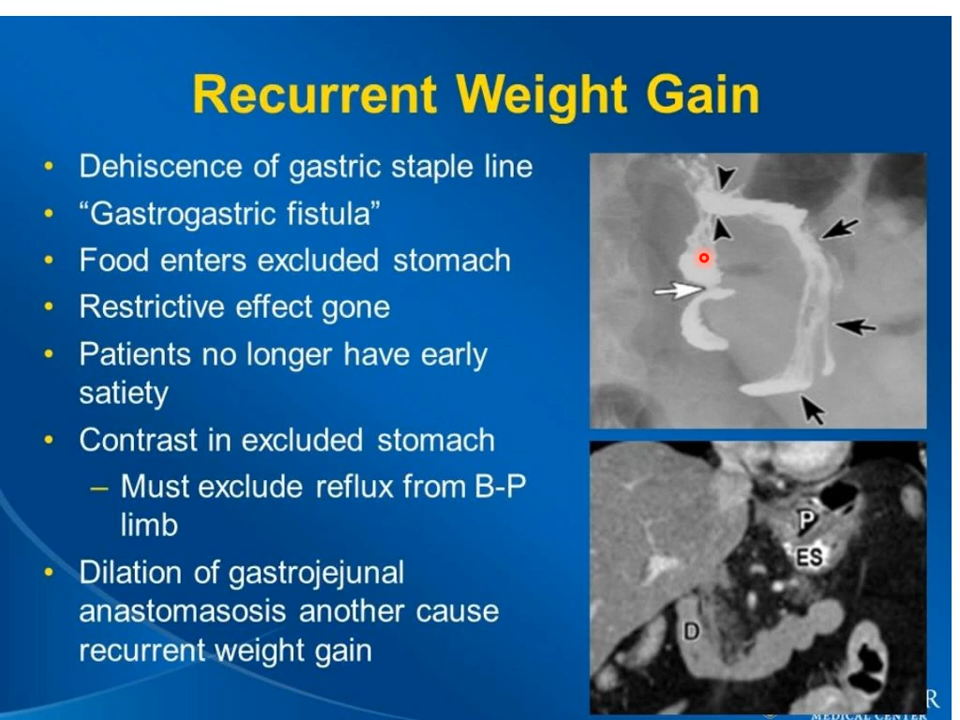 Recurrent Weight Gain
• Dehiscence of gastric staple line
• “Gastrogastric fistula”
• Food enters excluded stomach
• Restrictive effect gone
• Patients no longer have early
satiety
• Contrast in excluded stomach
– Must exclude reflux from B-P
limb
• Dilation of gastrojejunal
anastomasosis another cause
recurrent weight gain
P
ES
D
R
MEDICAL CENTER